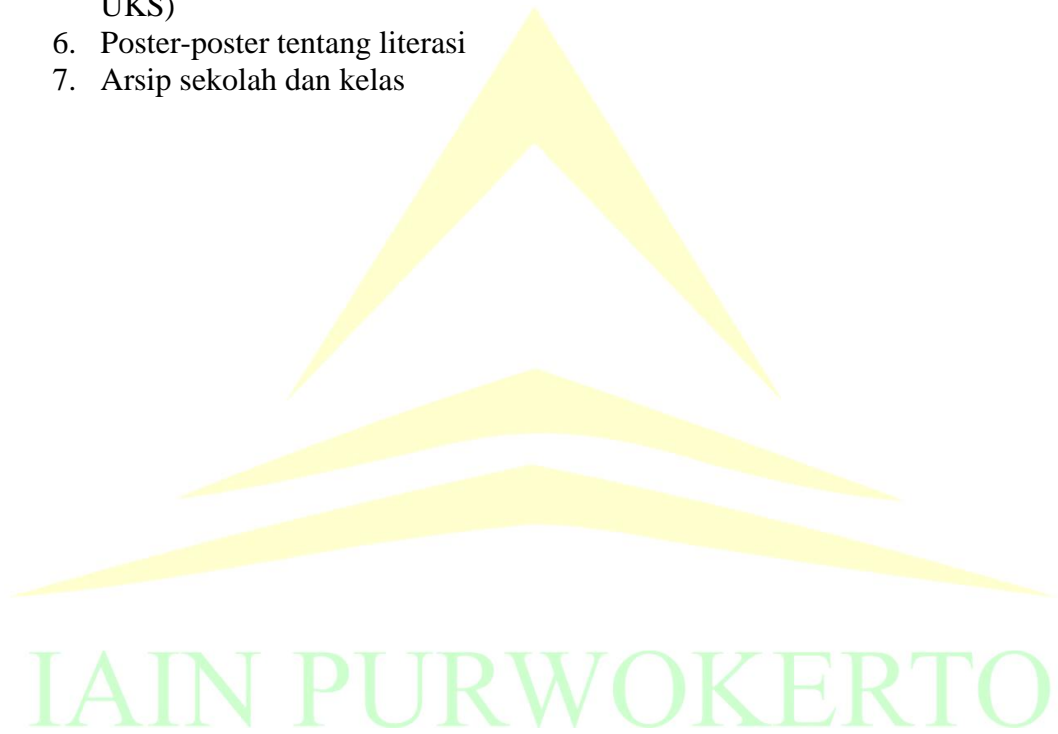 UKS)
6. Poster-poster tentang literasi
7. Arsip sekolah dan kelas
IAIN PURWOKERTO